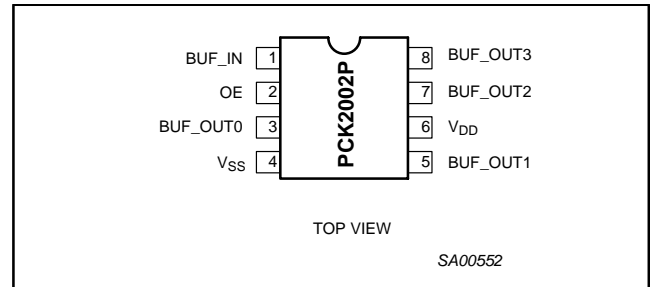 BUF_IN 1 8 BUF_OUT3
OE 2 7 BUF_OUT2
BUF_OUT0 3 6 VDD
VSS 4 5 BUF_OUT1
PCK2002P
TOP VIEW
SA00552